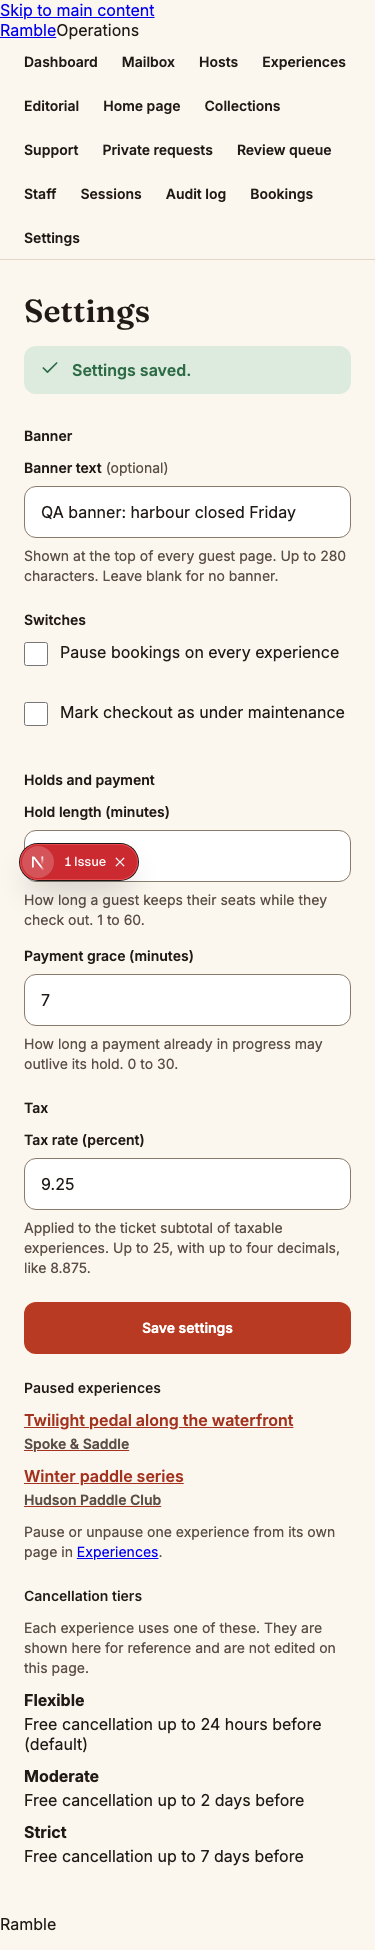 Skip to main content
RambleOperations
Dashboard Mailbox Hosts Experiences
Editorial Home page Collections
Support Private requests Review queue
Staff Sessions Audit log Bookings
Settings
Settings
Settings saved.
Banner
Banner text (optional)
QA banner: harbour closed Friday
Shown at the top of every guest page. Up to 280
characters. Leave blank for no banner.
Switches
Pause bookings on every experience
Mark checkout as under maintenance
Holds and payment
Hold length (minutes)
N 1 Issue
How long a guest keeps their seats while they
check out. 1 to 60.
Payment grace (minutes)
7
How long a payment already in progress may
outlive its hold. 0 to 30.
Tax
Tax rate (percent)
9.25
Applied to the ticket subtotal of taxable
experiences. Up to 25, with up to four decimals,
like 8.875.
Save settings
Paused experiences
Twilight pedal along the waterfront
Spoke & Saddle
Winter paddle series
Hudson Paddle Club
Pause or unpause one experience from its own
page in Experiences.
Cancellation tiers
Each experience uses one of these. They are
shown here for reference and are not edited on
this page.
Flexible
Free cancellation up to 24 hours before
(default)
Moderate
Free cancellation up to 2 days before
Strict
Free cancellation up to 7 days before
Ramble